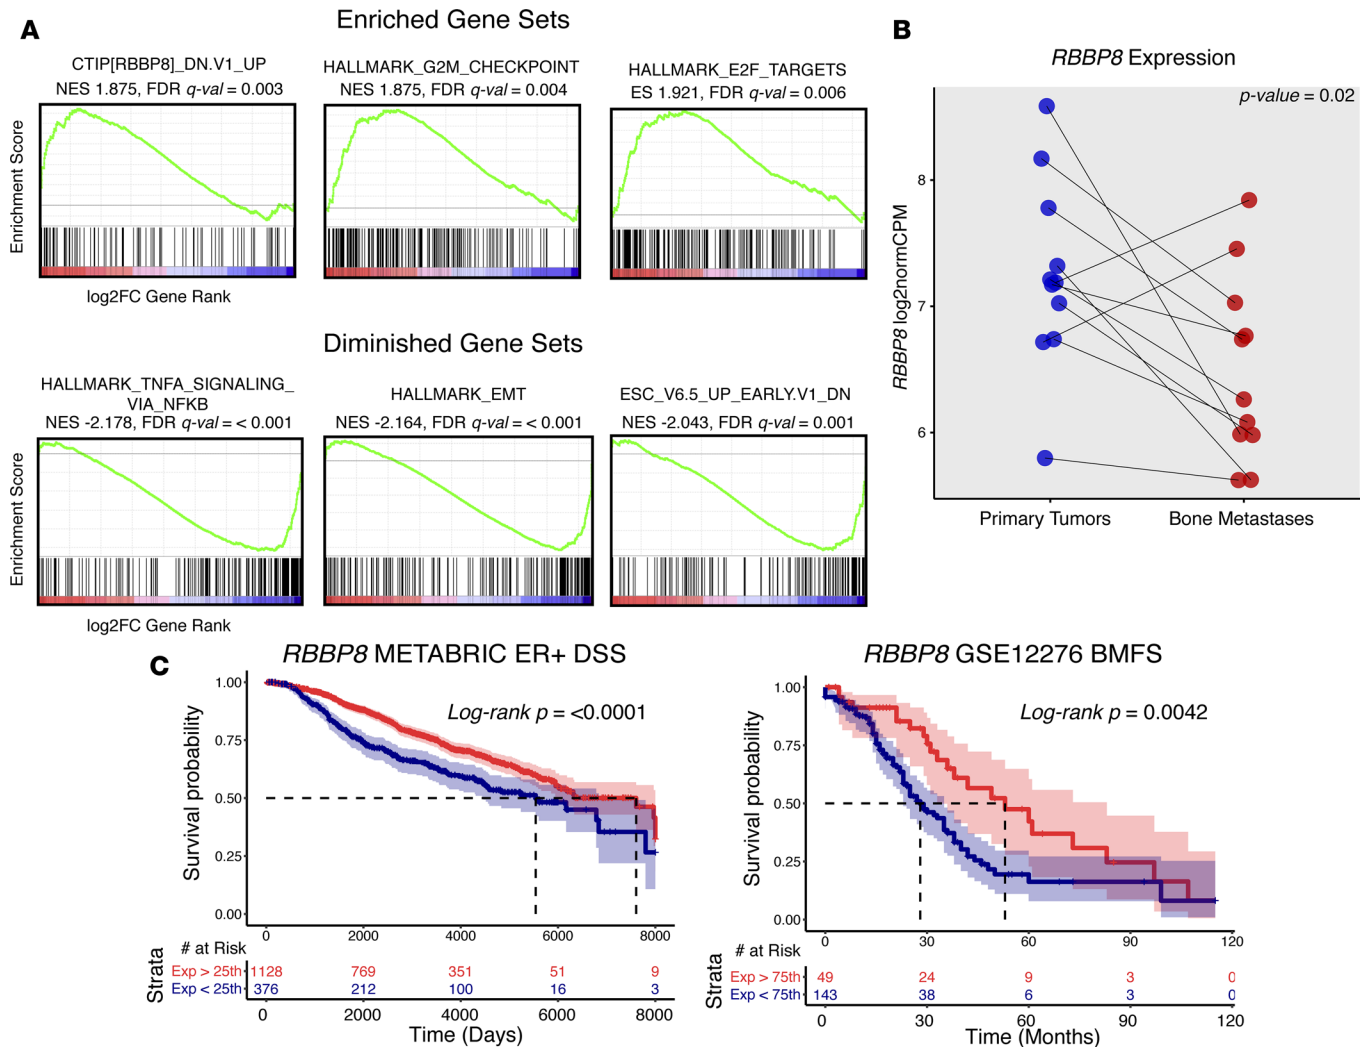 A
Enriched Gene Sets
CTIP[RBBP8]_DN.V1_UP
NES 1.875, FDR q-val = 0.003
HALLMARK_G2M_CHECKPOINT
NES 1.875, FDR q-val = 0.004
HALLMARK_E2F_TARGETS
ES 1.921, FDR q-val = 0.006
Enrichment Score
log2FC Gene Rank
Diminished Gene Sets
HALLMARK_TNFA_SIGNALING_
VIA_NFKB
NES -2.178, FDR q-val = < 0.001
HALLMARK_EMT
NES -2.164, FDR q-val = < 0.001
ESC_V6.5_UP_EARLY.V1_DN
NES -2.043, FDR q-val = 0.001
Enrichment Score
log2FC Gene Rank
B
RBBP8 Expression
p-value = 0.02
RBBP8 log2normCPM
8
7
6
Primary Tumors
Bone Metastases
C
RBBP8 METABRIC ER+ DSS
Log-rank p = <0.0001
Survival probability
1.00
0.75
0.50
0.25
0.00
0 2000 4000 6000 8000
# at Risk
Strata
Exp > 25th 1128 769 351 51 9
Exp < 25th 376 212 100 16 3
0 2000 4000 6000 8000
Time (Days)
RBBP8 GSE12276 BMFS
Log-rank p = 0.0042
Survival probability
1.00
0.75
0.50
0.25
0.00
0 30 60 90 120
# at Risk
Strata
Exp > 75th 49 24 9 3 0
Exp < 75th 143 38 6 3 0
0 30 60 90 120
Time (Months)